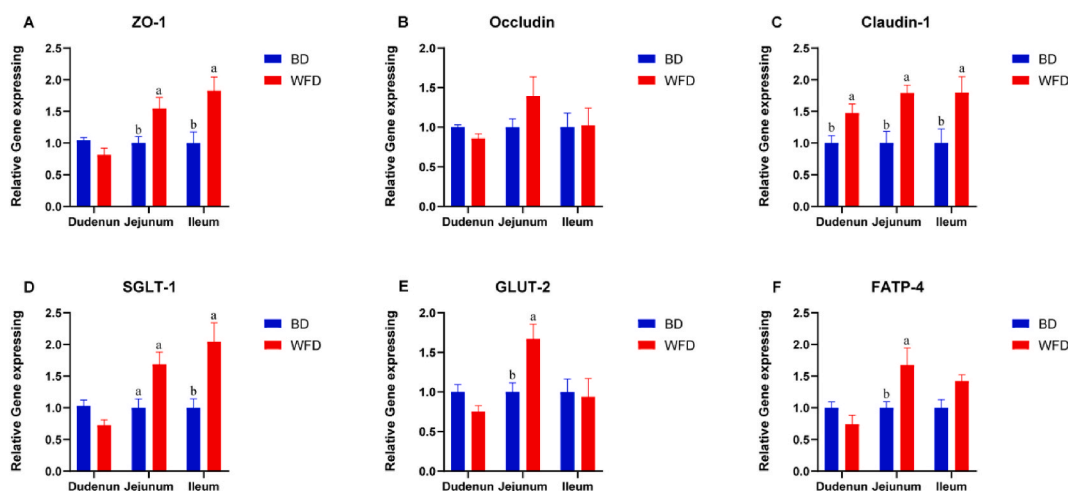 A ZO-1
Relative Gene expressing
2.5
2.0
1.5
1.0
0.5
0.0
b a b a
Dudenun Jejunum Ileum
BD
WFD
B Occludin
Relative Gene expressing
2.0
1.5
1.0
0.5
0.0
Dudenun Jejunum Ileum
BD
WFD
C Claudin-1
Relative Gene expressing
2.5
2.0
1.5
1.0
0.5
0.0
b a b a b a
Dudenun Jejunum Ileum
BD
WFD
D SGLT-1
Relative Gene expressing
2.5
2.0
1.5
1.0
0.5
0.0
a a b a
Dudenun Jejunum Ileum
BD
WFD
E GLUT-2
Relative Gene expressing
2.0
1.5
1.0
0.5
0.0
b a
Dudenun Jejunum Ileum
BD
WFD
F FATP-4
Relative Gene expressing
2.5
2.0
1.5
1.0
0.5
0.0
b a
Dudenun Jejunum Ileum
BD
WFD